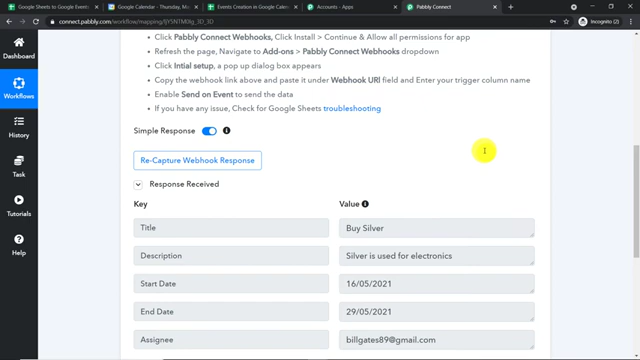 Google Sheets to Google Events
Google Calendar - Thursday, M
Events Creation in Google Calen
Accounts - Apps
Pabbly Connect
connect.pabbly.com/workflow/mapping/IjY5NTM0Ig_3D_3D
Incognito (2)
Dashboard
Workflows
History
Task
Tutorials
Help
Click Pabbly Connect Webhooks, Click Install > Continue & Allow all permissions for app
Refresh the page, Navigate to Add-ons > Pabbly Connect Webhooks dropdown
Click Intial setup, a pop up dialog box appears
Copy the webhook link above and paste it under Webhook URI field and Enter your trigger column name
Enable Send on Event to send the data
If you have any issue, Check for Google Sheets troubleshooting
Simple Response
Re-Capture Webhook Response
Response Received
Key Value
Title Buy Silver
Description Silver is used for electronics
Start Date 16/05/2021
End Date 29/05/2021
Assignee billgates89@gmail.com